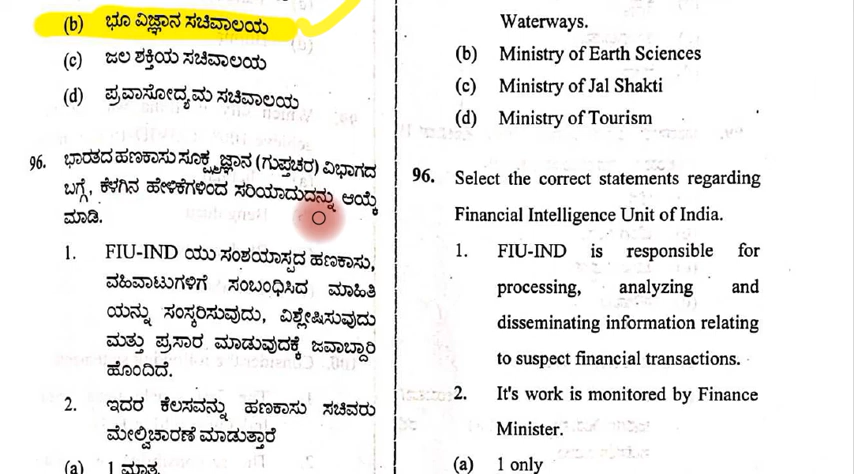 (b) ಭೂ ವಿಜ್ಞಾನ ಸಚಿವಾಲಯ
(c) ಜಲ ಶಕ್ತಿಯ ಸಚಿವಾಲಯ
(d) ಪ್ರವಾಸೋದ್ಯಮ ಸಚಿವಾಲಯ
96. ಭಾರತದ ಹಣಕಾಸು ಸೂಕ್ಷ್ಮಜ್ಞಾನ (ಗುಪ್ತಚರ) ವಿಭಾಗದ
ಬಗ್ಗೆ, ಕೆಳಗಿನ ಹೇಳಿಕೆಗಳಿಂದ ಸರಿಯಾದುದನ್ನು ಆಯ್ಕೆ
ಮಾಡಿ.
1. FIU-IND ಯು ಸಂಶಯಾಸ್ಪದ ಹಣಕಾಸು,
ವಹಿವಾಟುಗಳಿಗೆ ಸಂಬಂಧಿಸಿದ ಮಾಹಿತಿ
ಯನ್ನು ಸಂಸ್ಕರಿಸುವುದು, ವಿಶ್ಲೇಷಿಸುವುದು
ಮತ್ತು ಪ್ರಸಾರ ಮಾಡುವುದಕ್ಕೆ ಜವಾಬ್ದಾರಿ
ಹೊಂದಿದೆ.
2. ಇದರ ಕೆಲಸವನ್ನು ಹಣಕಾಸು ಸಚಿವರು
ಮೇಲ್ವಿಚಾರಣೆ ಮಾಡುತ್ತಾರೆ
(a) 1 ಮಾತ್ರ
Waterways.
(b) Ministry of Earth Sciences
(c) Ministry of Jal Shakti
(d) Ministry of Tourism
96. Select the correct statements regarding
Financial Intelligence Unit of India.
1. FIU-IND is responsible for
processing, analyzing and
disseminating information relating
to suspect financial transactions.
2. It's work is monitored by Finance
Minister.
(a) 1 only